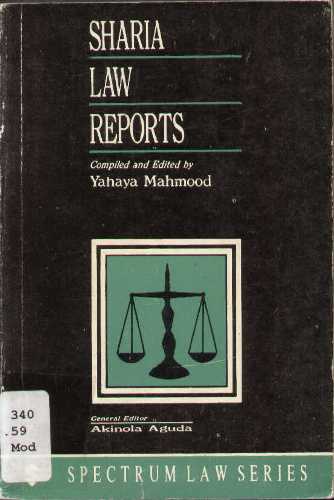 SHARIA
LAW
REPORTS
Compiled and Edited by
Yahaya Mahmood
General Editor
Akinola Aguda
340
.59
Mod
SPECTRUM LAW SERIES